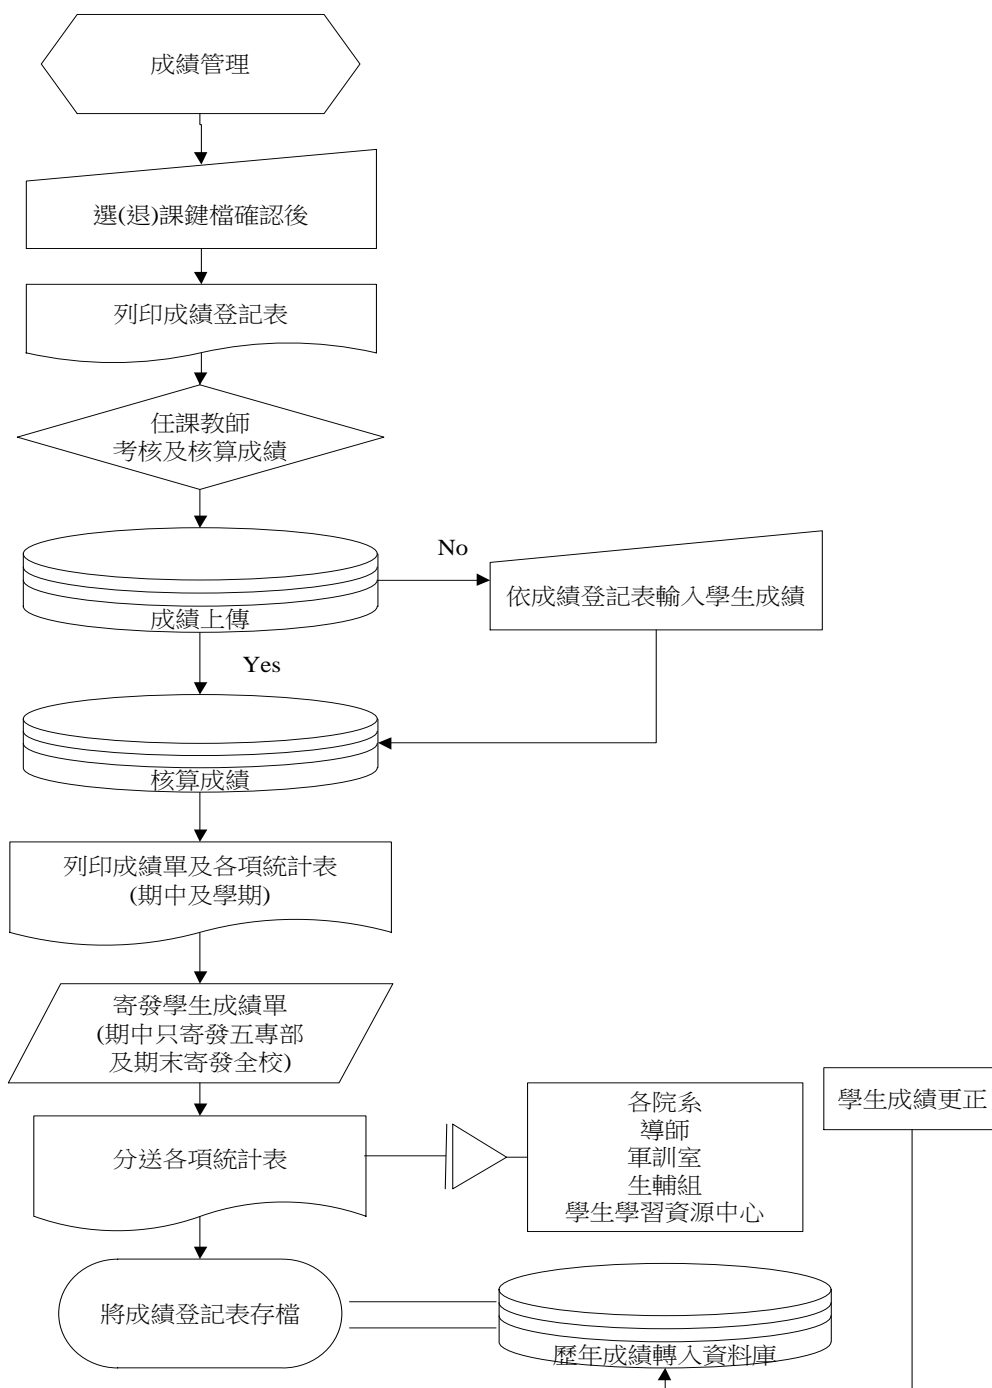 成績管理
選(退)課鍵檔確認後
列印成績登記表
任課教師
考核及核算成績
No
依成績登記表輸入學生成績
成績上傳
Yes
核算成績
列印成績單及各項統計表
(期中及學期)
寄發學生成績單
(期中只寄發五專部
及期末寄發全校)
分送各項統計表
各院系
導師
軍訓室
生輔組
學生學習資源中心
學生成績更正
將成績登記表存檔
歷年成績轉入資料庫